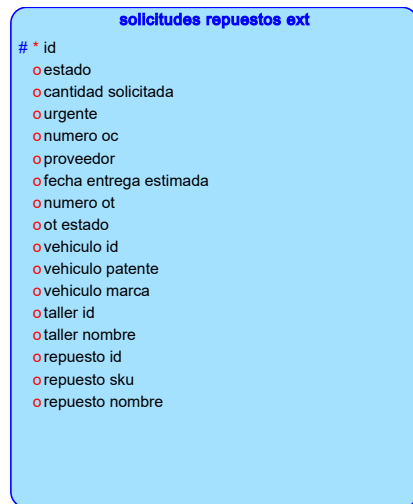 solicitudes repuestos ext
# * id
o estado
o cantidad solicitada
o urgente
o numero oc
o proveedor
o fecha entrega estimada
o numero ot
o ot estado
o vehiculo id
o vehiculo patente
o vehiculo marca
o taller id
o taller nombre
o repuesto id
o repuesto sku
o repuesto nombre